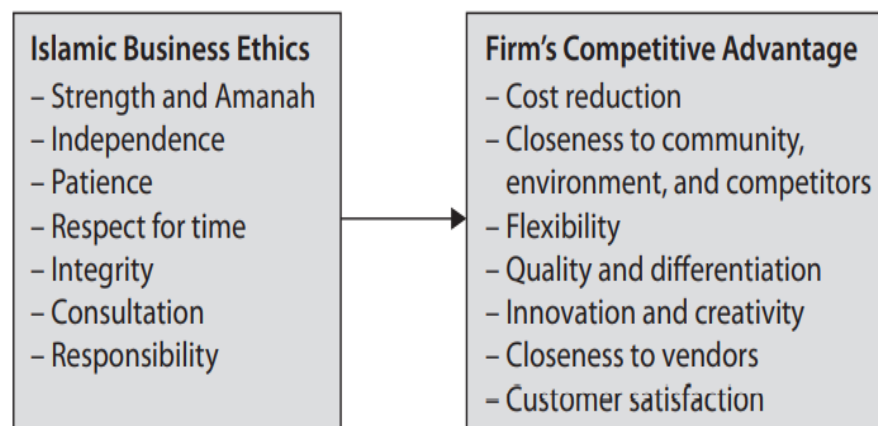 Islamic Business Ethics
– Strength and Amanah
– Independence
– Patience
– Respect for time
– Integrity
– Consultation
– Responsibility
Firm's Competitive Advantage
– Cost reduction
– Closeness to community,
environment, and competitors
– Flexibility
– Quality and differentiation
– Innovation and creativity
– Closeness to vendors
– Customer satisfaction